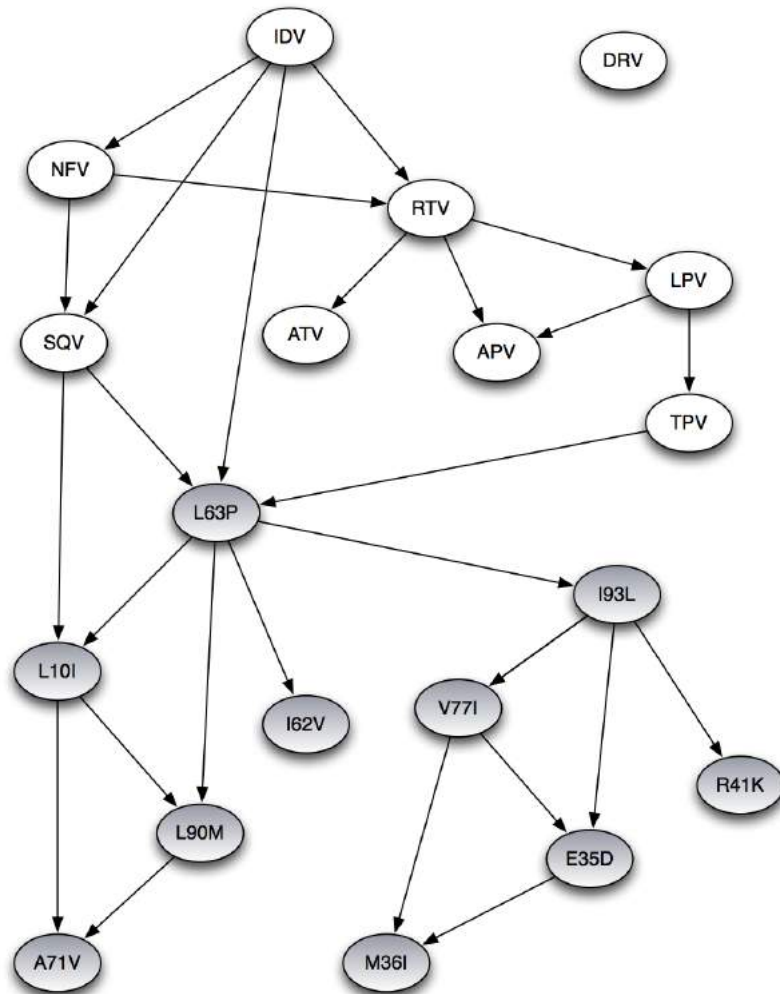 IDV
DRV
NFV
RTV
LPV
SQV
ATV
APV
TPV
L63P
I93L
L10I
V77I
I62V
R41K
L90M
E35D
A71V
M36I